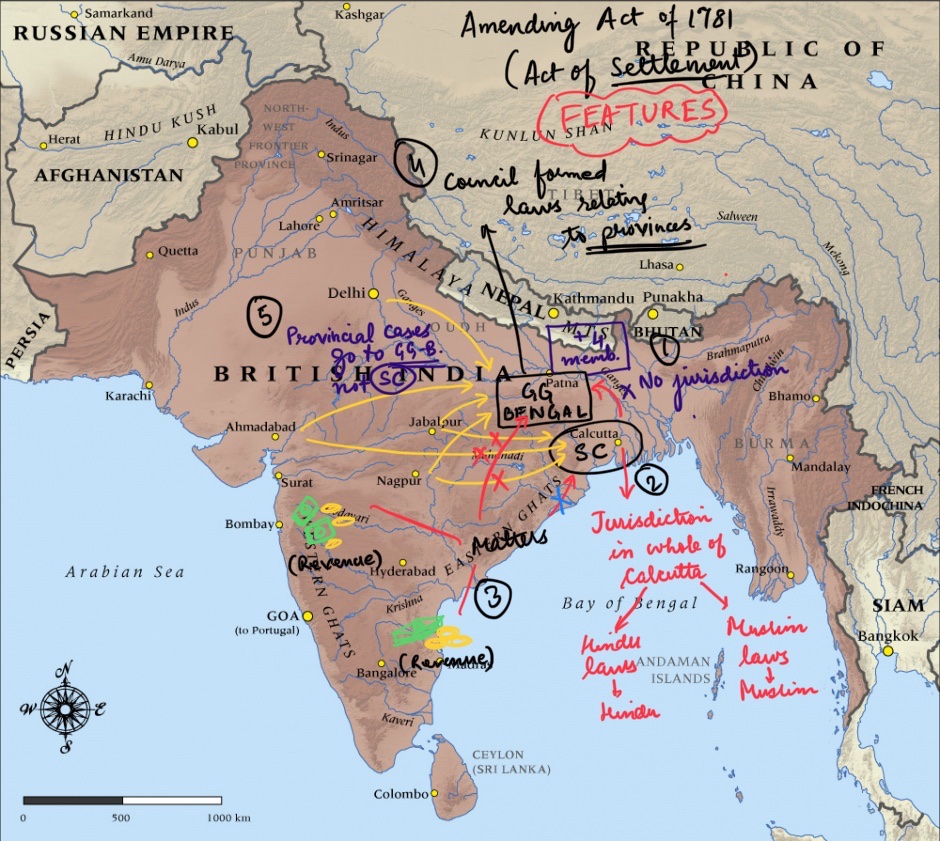 Samarkand
Kashgar
RUSSIAN EMPIRE
Amu Darya
Amending Act of 1781
REPUBLIC OF
CHINA
(Act of Settlement)
FEATURES
KUNLUN SHAN
HINDU KUSH
Herat
Kabul
AFGHANISTAN
NORTH-
WEST
FRONTIER
PROVINCE
Indus
Srinagar
4
Council formed
laws relating
to provinces
TIBET
Salween
Mekong
Lhasa
Amritsar
Lahore
PUNJAB
Quetta
HIMALAYA
NEPAL
Kathmandu
Punakha
BHUTAN
PERSIA
Indus
Delhi
Ganges
OUDH
5
Provincial cases
go to GG-B.
not SC
+ 4
memb.
1
X No jurisdiction
Brahmaputra
Chindwin
BRITISH INDIA
Patna
Ganges
GG
BENGAL
Karachi
Bhamo
Ahmadabad
Jabalpur
Calcutta
SC
BURMA
Mandalay
Mahanadi
Surat
Nagpur
2
FRENCH
INDOCHINA
Irrawaddy
Bombay
Godavari
(Revenue)
WESTERN GHATS
EASTERN GHATS
Matters
Jurisdiction
in whole of
Calcutta
Arabian Sea
Hyderabad
3
Rangoon
Krishna
Bay of Bengal
GOA
(to Portugal)
SIAM
Bangkok
Hindu
laws
Hindu
Muslim
laws
Muslim
ANDAMAN
ISLANDS
(Revenue)
Madras
Bangalore
Kaveri
N
W
E
S
CEYLON
(SRI LANKA)
Colombo
0
500
1000 km